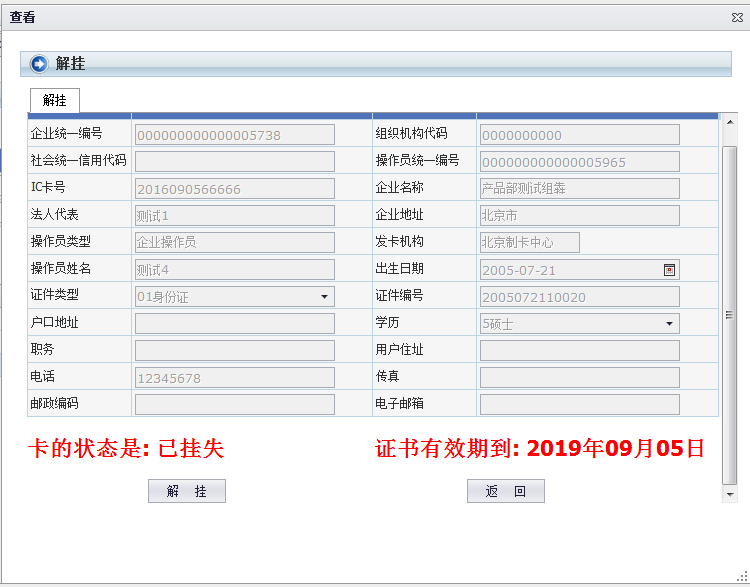 查看
解挂
解挂
企业统一编号 000000000000005738 组织机构代码 0000000000
社会统一信用代码 操作员统一编号 000000000000005965
IC卡号 2016090566666 企业名称 产品部测试组犇
法人代表 测试1 企业地址 北京市
操作员类型 企业操作员 发卡机构 北京制卡中心
操作员姓名 测试4 出生日期 2005-07-21
证件类型 01身份证 证件编号 2005072110020
户口地址 学历 5硕士
职务 用户住址
电话 12345678 传真
邮政编码 电子邮箱
卡的状态是: 已挂失 证书有效期到: 2019年09月05日
解 挂 返 回